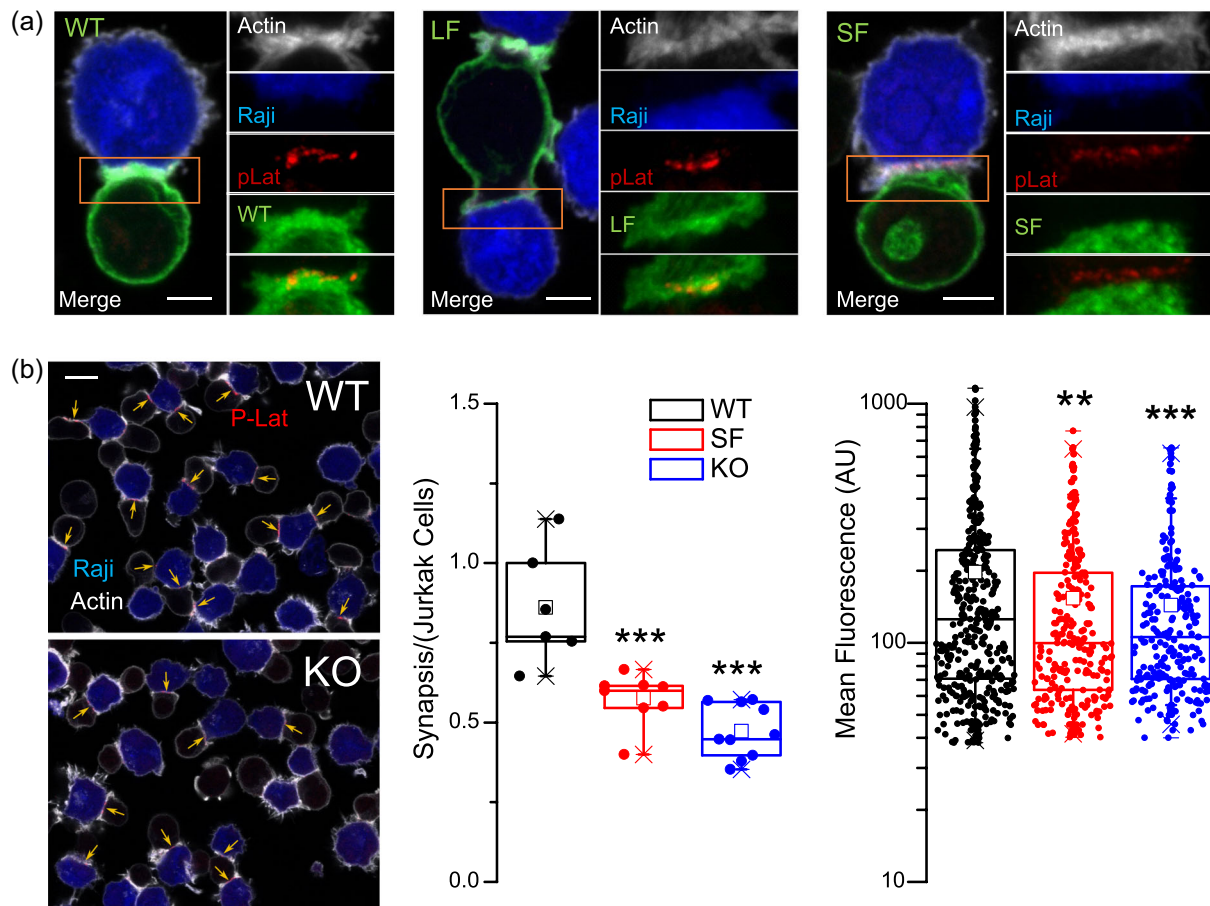 (a)
WT
Actin
Raji
pLat
WT
Merge
LF
Actin
Raji
pLat
LF
Merge
SF
Actin
Raji
pLat
SF
Merge
(b)
WT
P-Lat
Raji
Actin
KO
Synapsis/(Jurkak Cells)
1.5
1.0
0.5
0.0
WT
SF
KO
***
***
Mean Fluorescence (AU)
1000
100
10
**
***